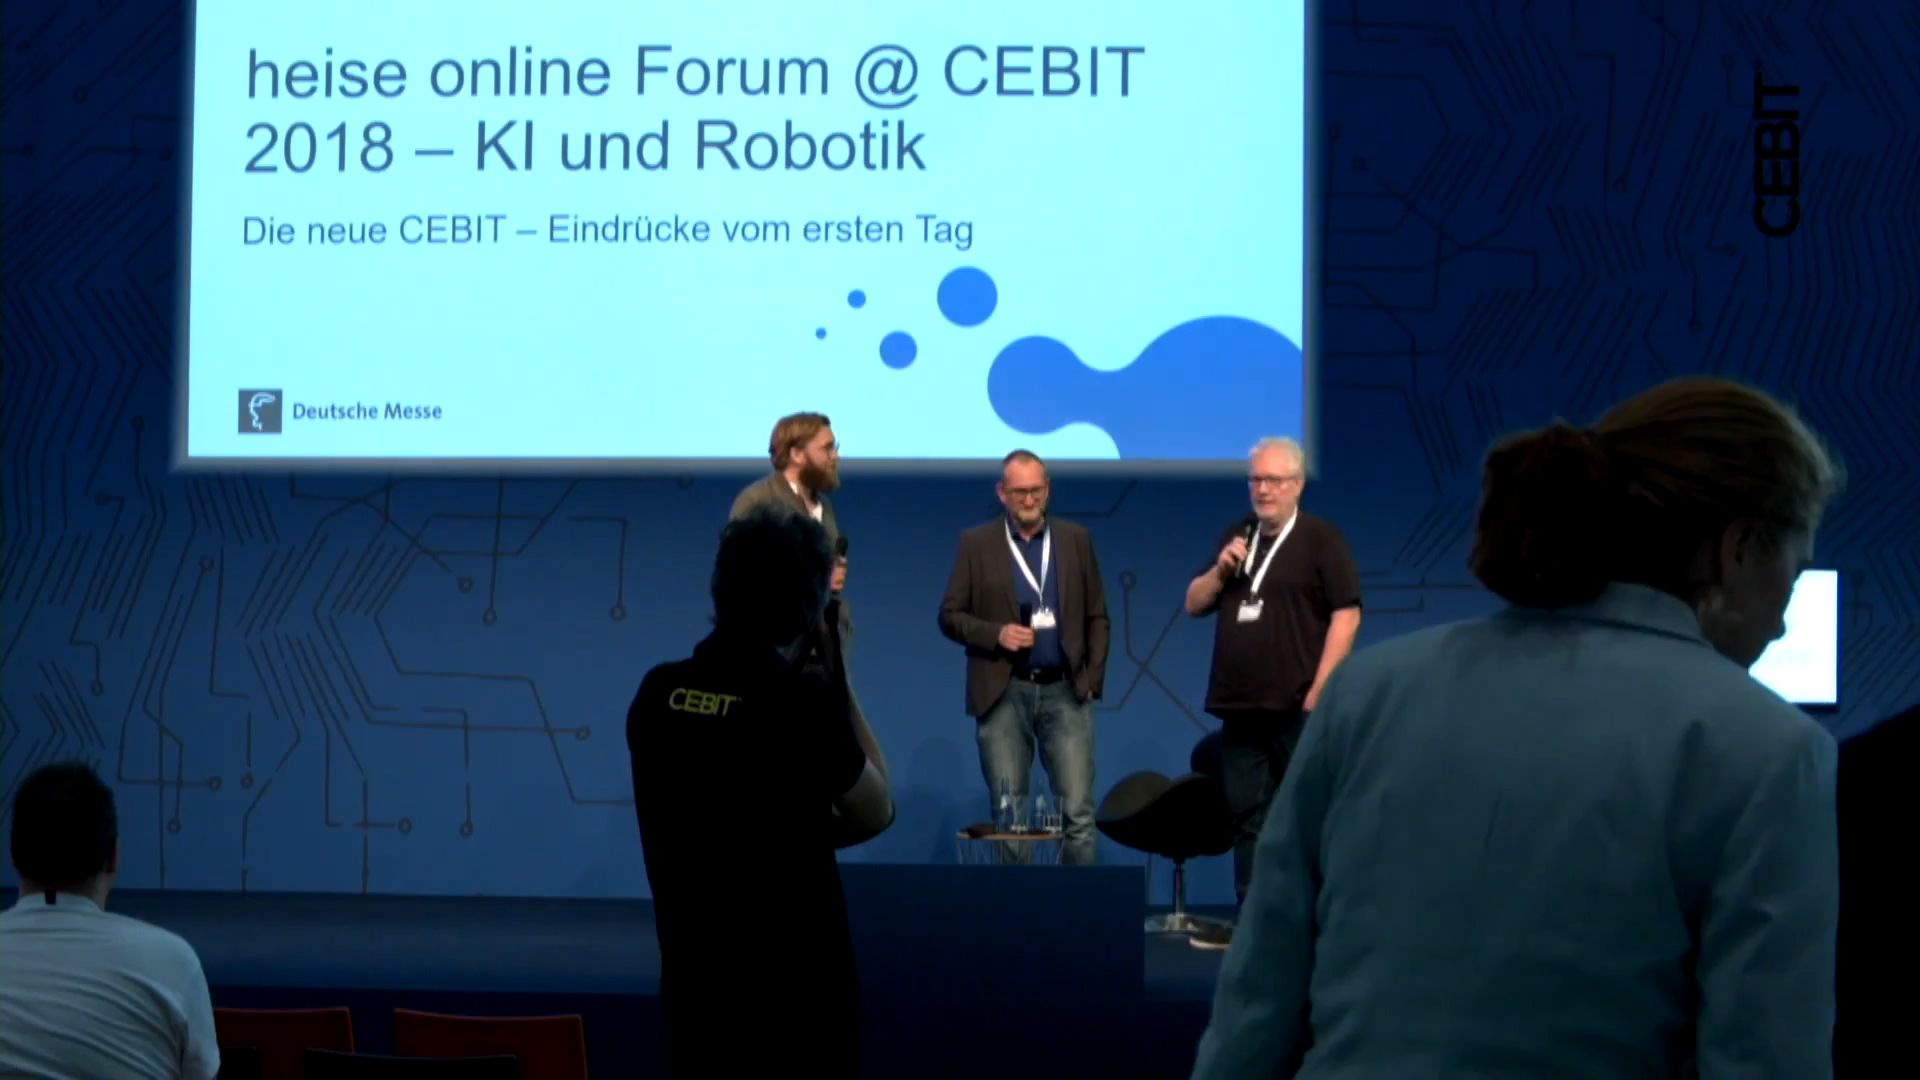 heise online Forum @ CEBIT
2018 – KI und Robotik
Die neue CEBIT – Eindrücke vom ersten Tag
Deutsche Messe
CEBIT
CEBIT